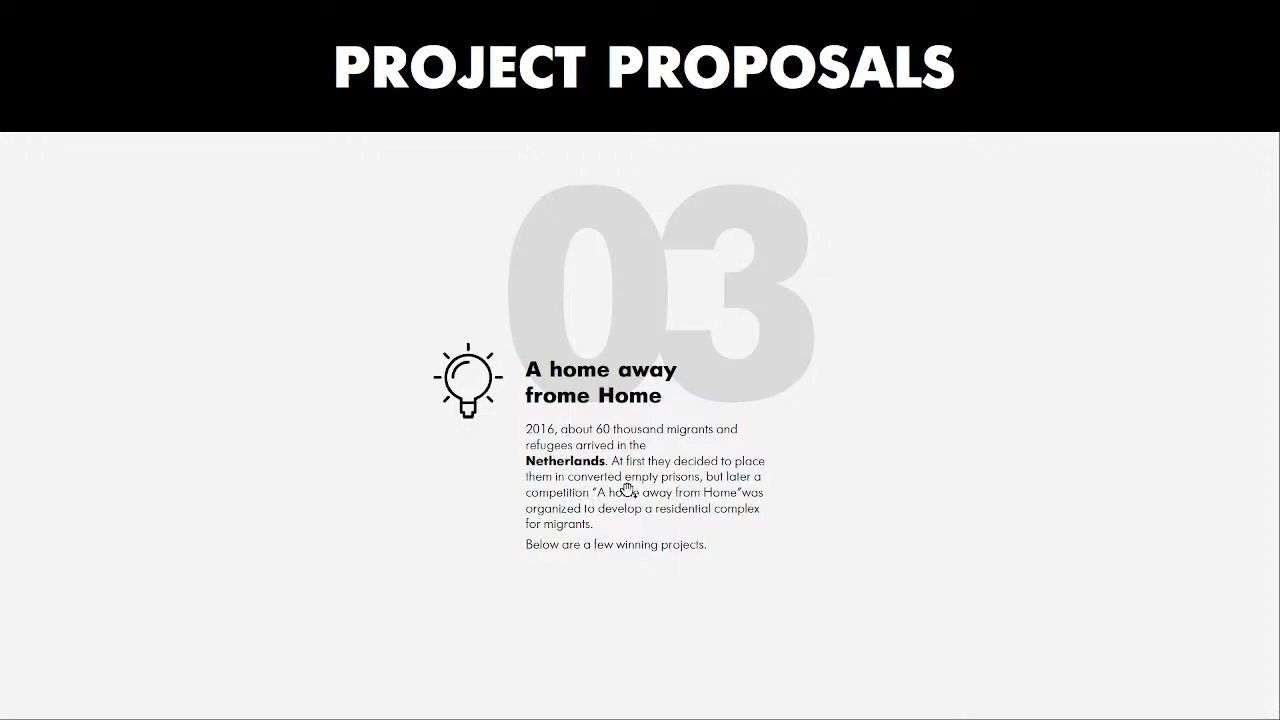 PROJECT PROPOSALS
03
A home away
frome Home
2016, about 60 thousand migrants and
refugees arrived in the
Netherlands. At first they decided to place
them in converted empty prisons, but later a
competition “A home away from Home”was
organized to develop a residential complex
for migrants.
Below are a few winning projects.